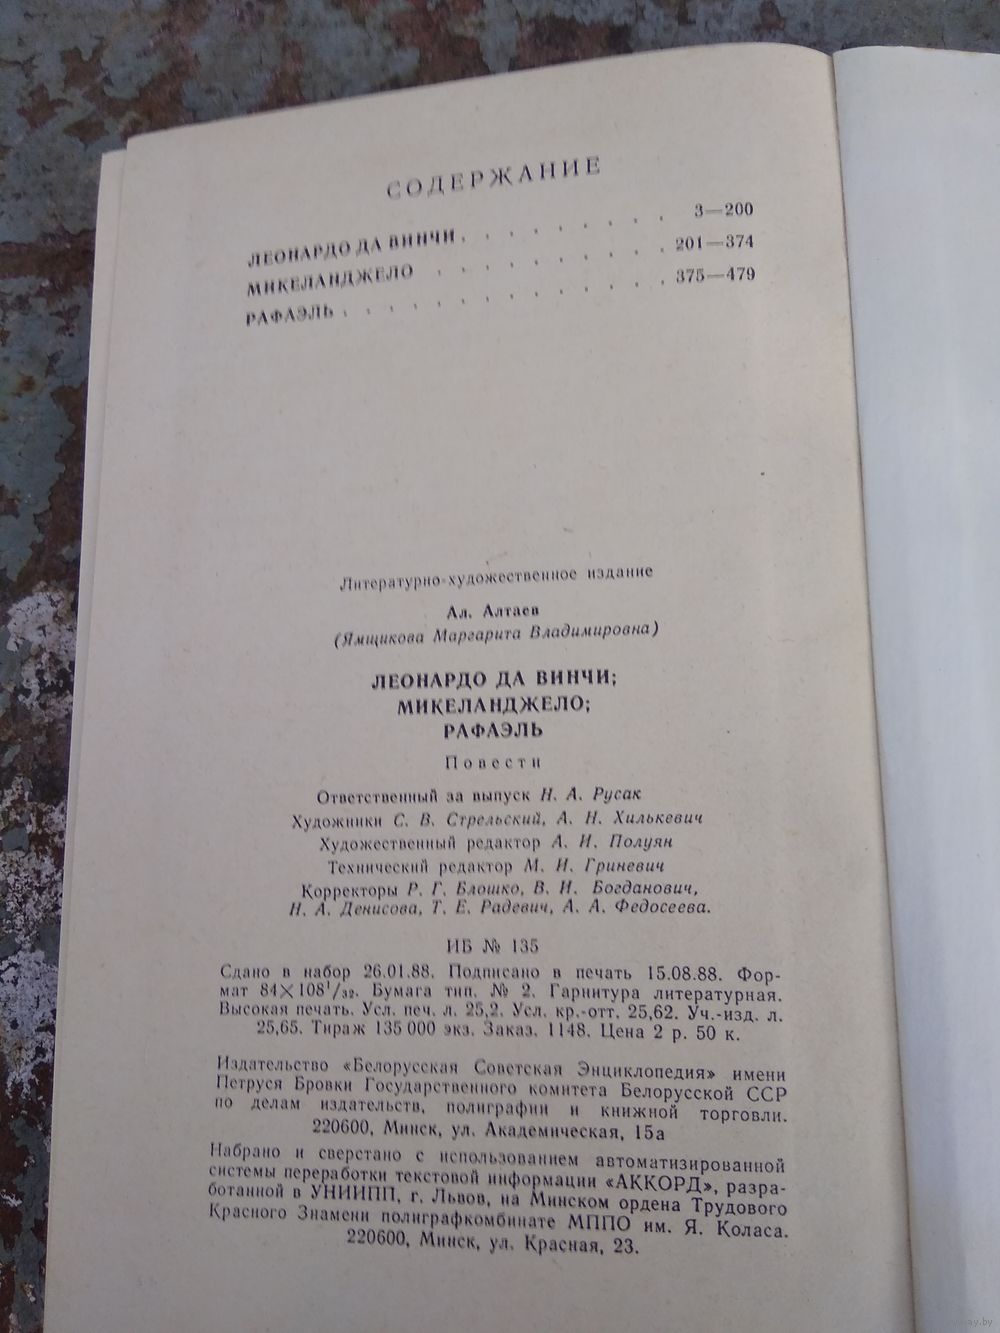 СОДЕРЖАНИЕ
ЛЕОНАРДО ДА ВИНЧИ . . . . . . . . . 3—200
МИКЕЛАНДЖЕЛО . . . . . . . . . . 201—374
РАФАЭЛЬ . . . . . . . . . . . . . . 375—479
Литературно-художественное издание
Ал. Алтаев
(Ямщикова Маргарита Владимировна)
ЛЕОНАРДО ДА ВИНЧИ;
МИКЕЛАНДЖЕЛО;
РАФАЭЛЬ
Повести
Ответственный за выпуск Н. А. Русак
Художники С. В. Стрельский, А. Н. Хилькевич
Художественный редактор А. И. Полуян
Технический редактор М. И. Гриневич
Корректоры Р. Г. Блошко, В. И. Богданович,
Н. А. Денисова, Т. Е. Радевич, А. А. Федосеева.
ИБ № 135
Сдано в набор 26.01.88. Подписано в печать 15.08.88. Фор-
мат 84×108¹/₃₂. Бумага тип. № 2. Гарнитура литературная.
Высокая печать. Усл. печ. л. 25,2. Усл. кр.-отт. 25,62. Уч.-изд. л.
25,65. Тираж 135 000 экз. Заказ. 1148. Цена 2 р. 50 к.
Издательство «Белорусская Советская Энциклопедия» имени
Петруся Бровки Государственного комитета Белорусской ССР
по делам издательств, полиграфии и книжной торговли.
220600, Минск, ул. Академическая, 15а
Набрано и сверстано с использованием автоматизированной
системы переработки текстовой информации «АККОРД», разра-
ботанной в УНИИПП, г. Львов, на Минском ордена Трудового
Красного Знамени полиграфкомбинате МППО им. Я. Коласа.
220600, Минск, ул. Красная, 23.